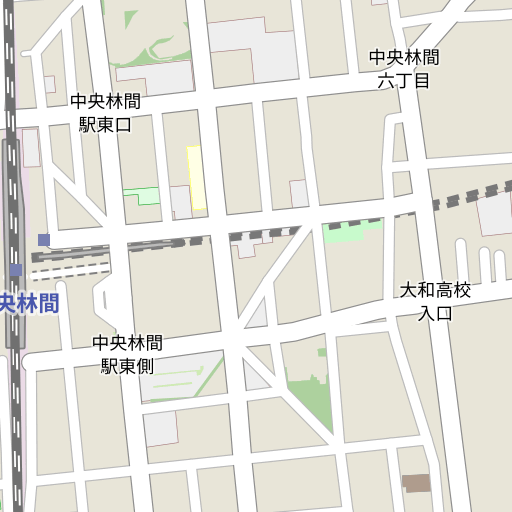 中央林間
六丁目
中央林間
駅東口
大和高校
入口
央林間
中央林間
駅東側